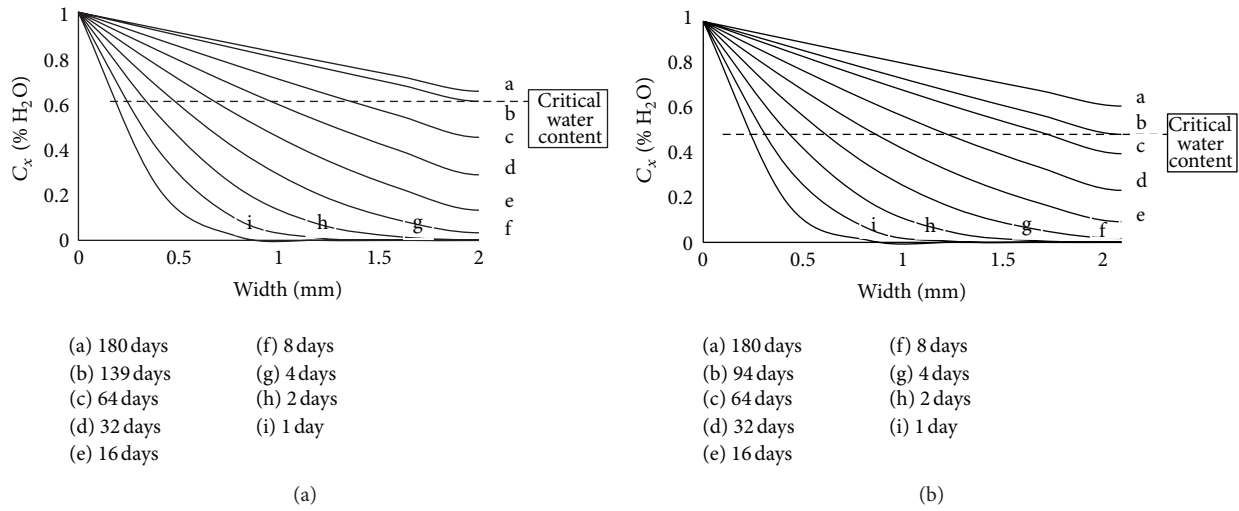 1
0.8
0.6
0.4
0.2
0
C_x (% H_2O)
0
0.5
1
1.5
2
Width (mm)
a
b
c
d
e
f
g
h
i
Critical
water
content
(a) 180 days
(b) 139 days
(c) 64 days
(d) 32 days
(e) 16 days
(f) 8 days
(g) 4 days
(h) 2 days
(i) 1 day
(a)
1
0.8
0.6
0.4
0.2
0
C_x (% H_2O)
0
0.5
1
1.5
2
Width (mm)
a
b
c
d
e
f
g
h
i
Critical
water
content
(a) 180 days
(b) 94 days
(c) 64 days
(d) 32 days
(e) 16 days
(f) 8 days
(g) 4 days
(h) 2 days
(i) 1 day
(b)